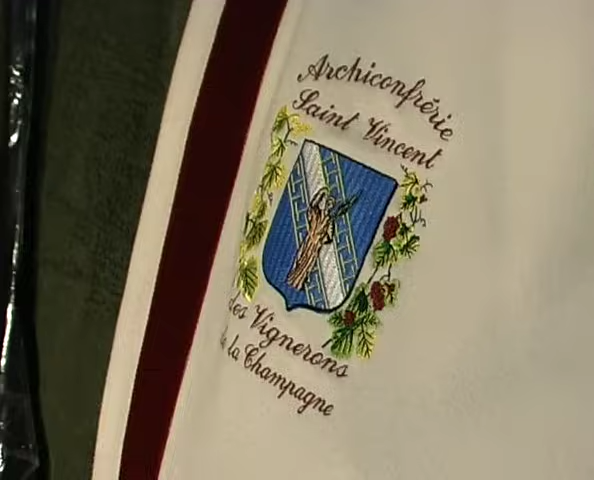 Archiconfrérie
Saint Vincent
des Vignerons
de la Champagne